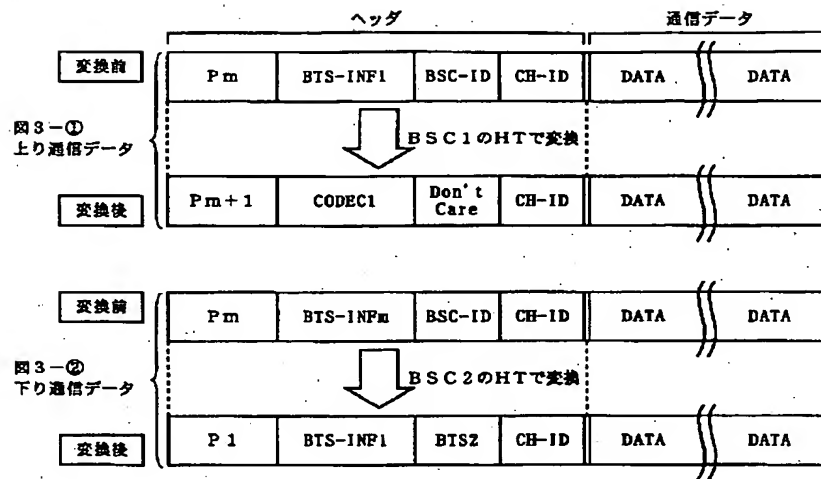 ヘッダ 通信データ
変換前 Pm BTS-INF1 BSC-ID CH-ID DATA DATA
図3-①
上り通信データ
BSC1のHTで変換
変換後 Pm+1 CODEC1 Don't Care CH-ID DATA DATA
変換前 Pm BTS-INFm BSC-ID CH-ID DATA DATA
図3-②
下り通信データ
BSC2のHTで変換
変換後 P1 BTS-INF1 BTS2 CH-ID DATA DATA